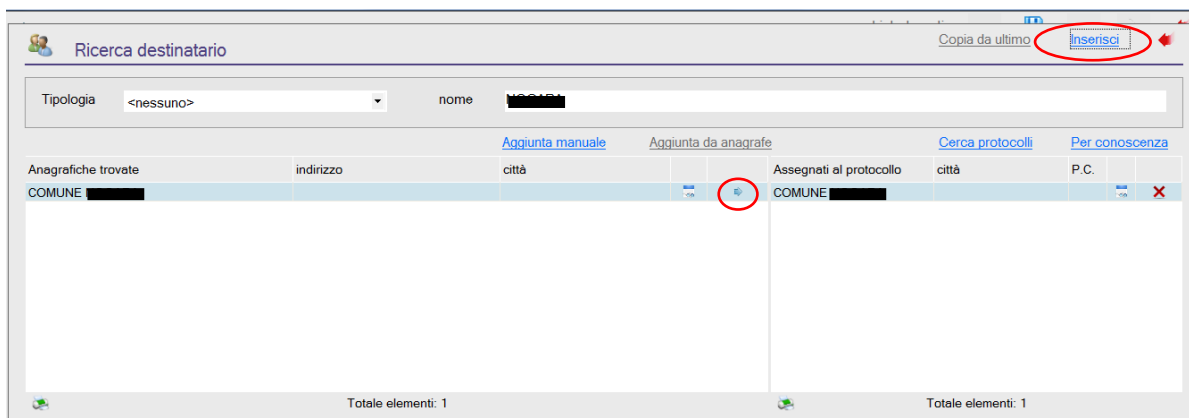 Ricerca destinatario
Copia da ultimo Inserisci
Tipologia <nessuno> nome
Aggiunta manuale Aggiunta da anagrafe Cerca protocolli Per conoscenza
Anagrafiche trovate indirizzo città Assegnati al protocollo città P.C.
COMUNE COMUNE
Totale elementi: 1 Totale elementi: 1